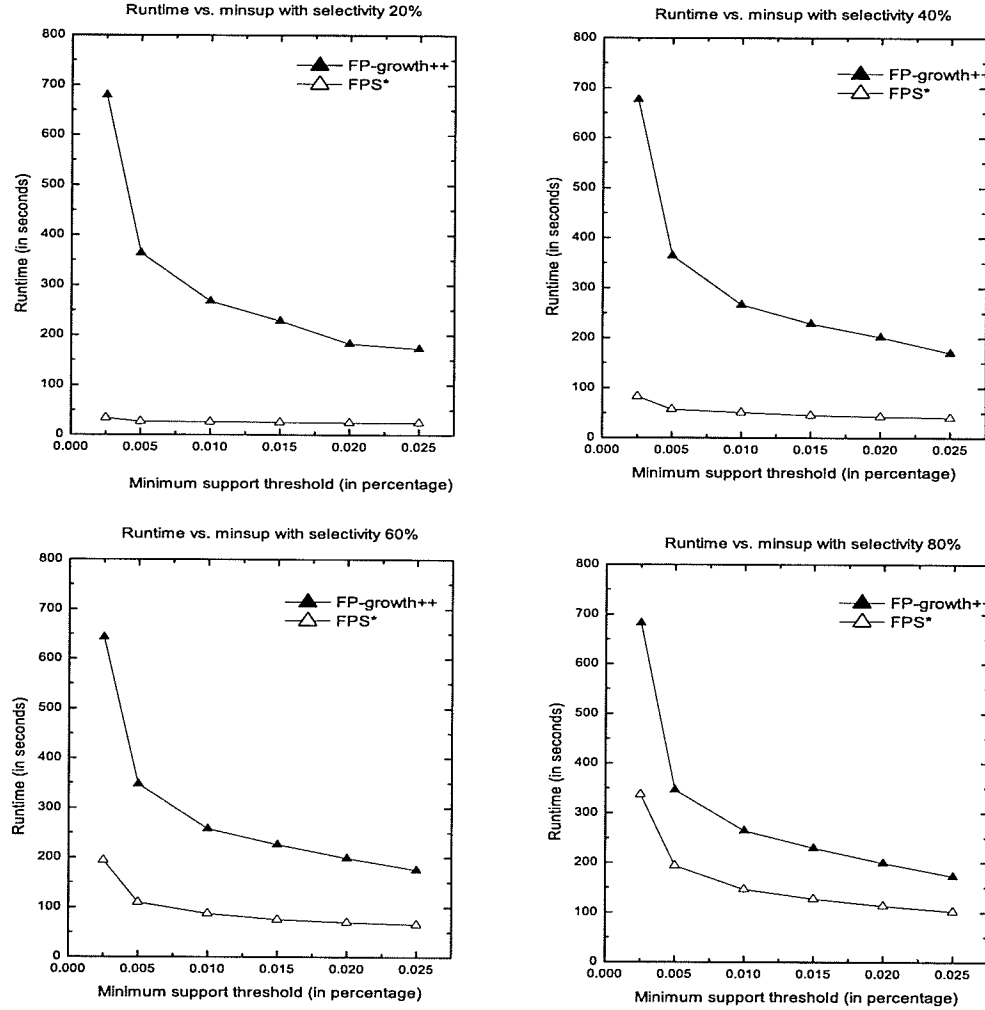 Runtime vs. minsup with selectivity 20%
800
700
600
500
400
300
200
100
0
0.000 0.005 0.010 0.015 0.020 0.025
Runtime (in seconds)
Minimum support threshold (in percentage)
FP-growth++
FPS*
Runtime vs. minsup with selectivity 40%
800
700
600
500
400
300
200
100
0
0.000 0.005 0.010 0.015 0.020 0.025
Runtime (in seconds)
Minimum support threshold (in percentage)
FP-growth+
FPS*
Runtime vs. minsup with selectivity 60%
800
700
600
500
400
300
200
100
0
0.000 0.005 0.010 0.015 0.020 0.025
Runtime (in seconds)
Minimum support threshold (in percentage)
FP-growth++
FPS*
Runtime vs. minsup with selectivity 80%
800
700
600
500
400
300
200
100
0
0.000 0.005 0.010 0.015 0.020 0.025
Runtime (in seconds)
Minimum support threshold (in percentage)
FP-growth+
FPS*